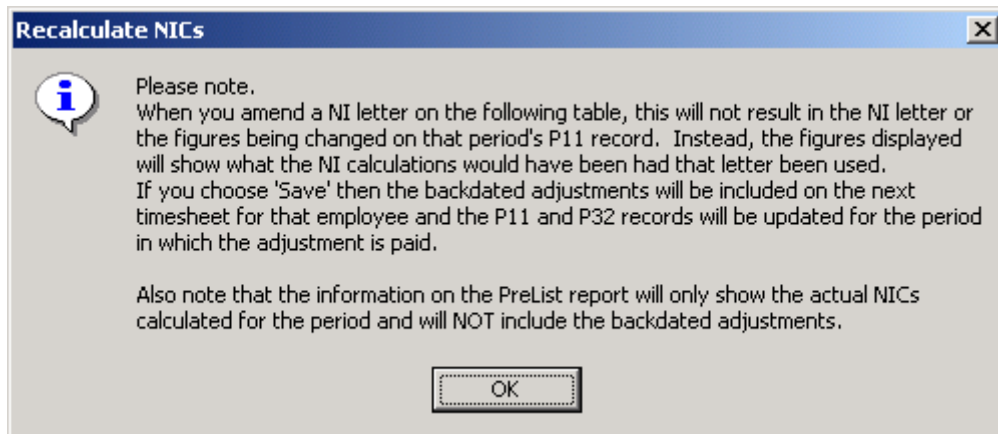 Recalculate NICs
Please note.
When you amend a NI letter on the following table, this will not result in the NI letter or
the figures being changed on that period's P11 record.  Instead, the figures displayed
will show what the NI calculations would have been had that letter been used.
If you choose 'Save' then the backdated adjustments will be included on the next
timesheet for that employee and the P11 and P32 records will be updated for the period
in which the adjustment is paid.
Also note that the information on the PreList report will only show the actual NICs
calculated for the period and will NOT include the backdated adjustments.
OK